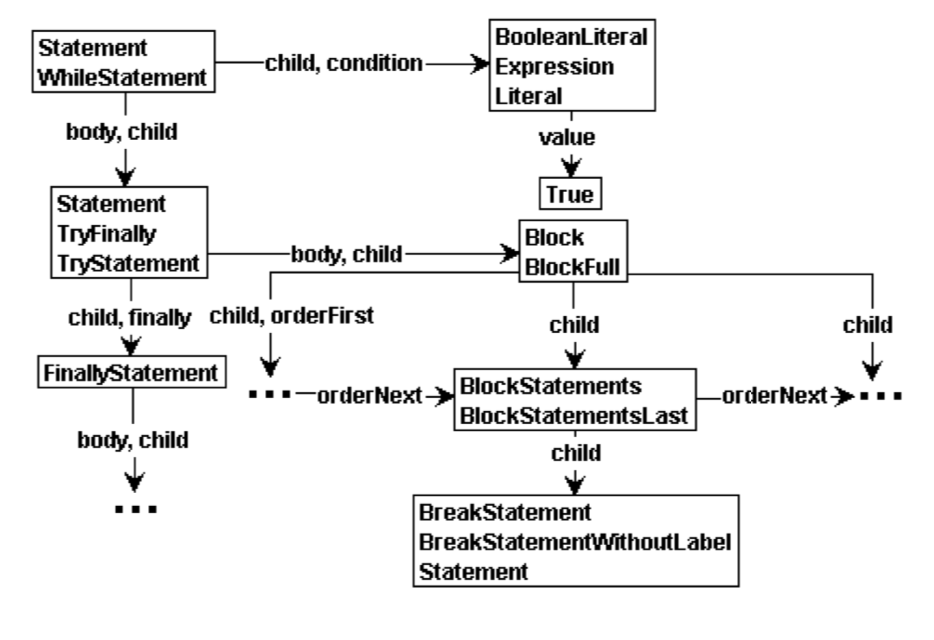 Statement
WhileStatement
child, condition
BooleanLiteral
Expression
Literal
body, child
value
True
Statement
TryFinally
TryStatement
body, child
Block
BlockFull
child, finally
child, orderFirst
child
child
FinallyStatement
...
orderNext
BlockStatements
BlockStatementsLast
orderNext
...
body, child
child
...
BreakStatement
BreakStatementWithoutLabel
Statement